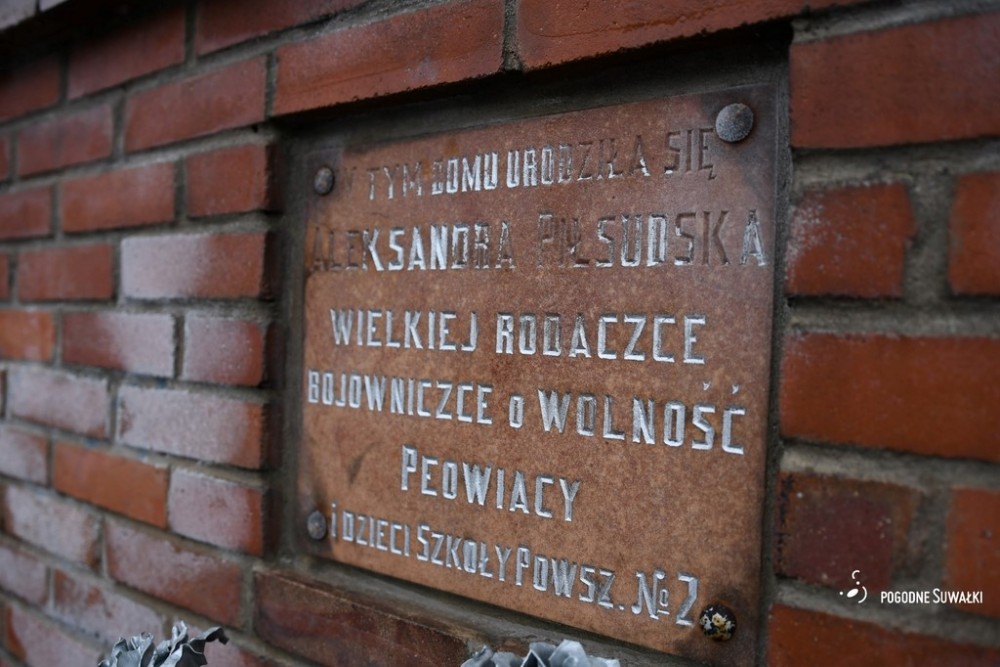 W TYM DOMU URODZIŁA SIĘ
ALEKSANDRA PIŁSUDSKA
WIELKIEJ RODACZCE
BOJOWNICZCE o WOLNOŚĆ
PEOWIACY
i DZIECI SZKOŁY POWSZ. No 2
POGODNE SUWAŁKI